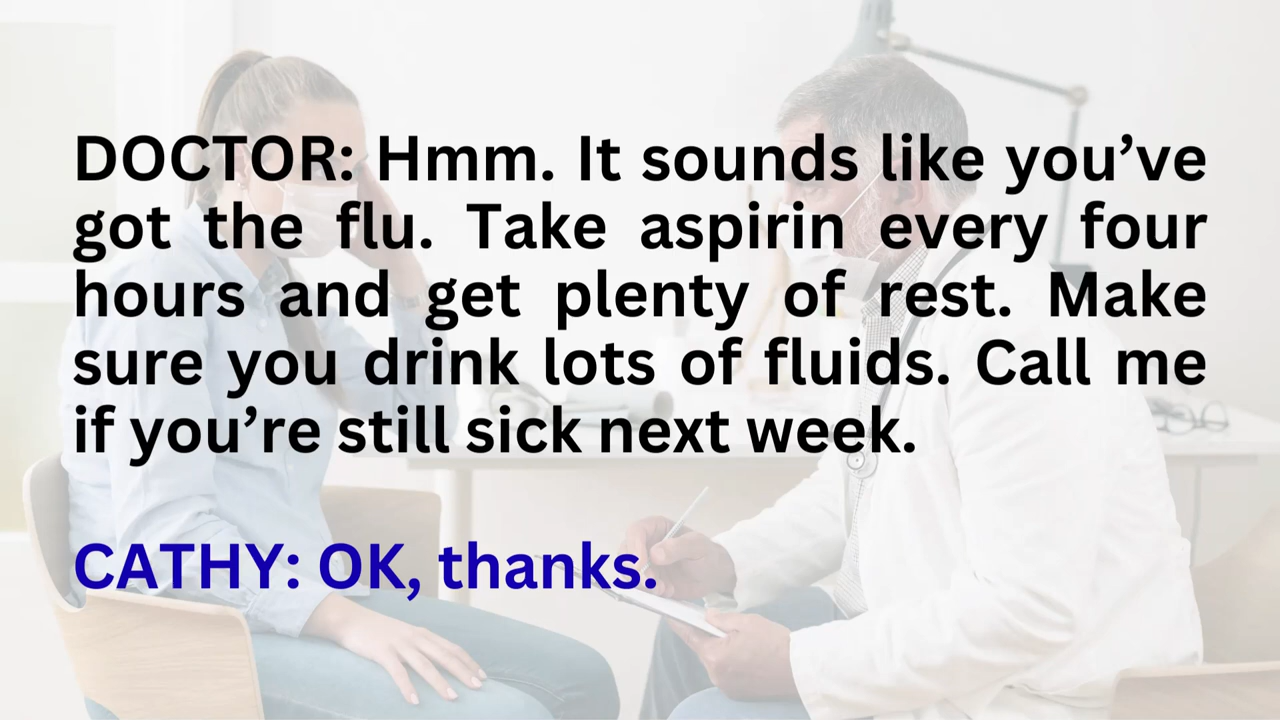 DOCTOR: Hmm. It sounds like you’ve
got the flu. Take aspirin every four
hours and get plenty of rest. Make
sure you drink lots of fluids. Call me
if you’re still sick next week.
CATHY: OK, thanks.